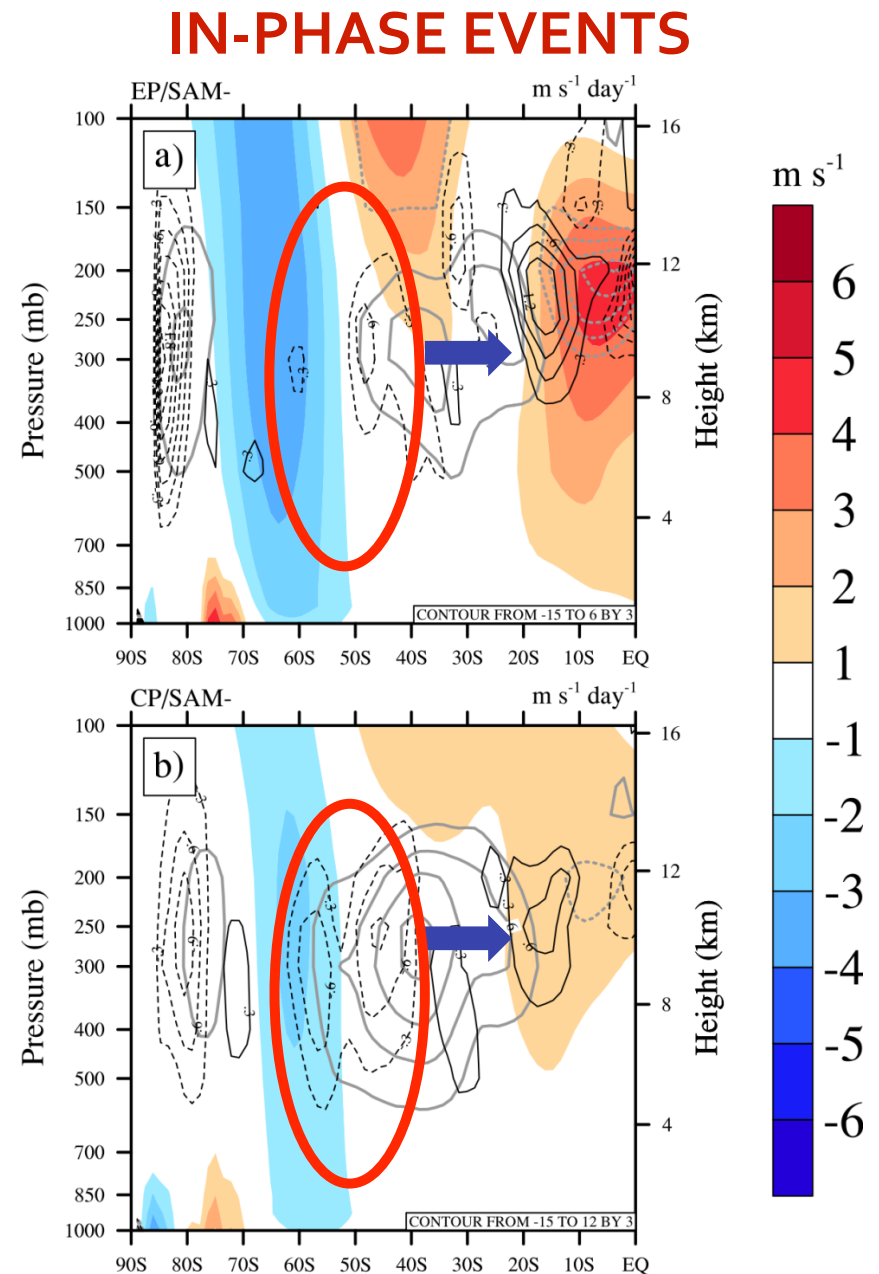 IN-PHASE EVENTS
EP/SAM-
m s⁻¹ day⁻¹
a)
100
150
200
250
300
400
500
700
850
1000
Pressure (mb)
16
12
8
4
Height (km)
CONTOUR FROM -15 TO 6 BY 3
90S 80S 70S 60S 50S 40S 30S 20S 10S EQ
CP/SAM-
m s⁻¹ day⁻¹
b)
100
150
200
250
300
400
500
700
850
1000
Pressure (mb)
16
12
8
4
Height (km)
CONTOUR FROM -15 TO 12 BY 3
90S 80S 70S 60S 50S 40S 30S 20S 10S EQ
m s⁻¹
6
5
4
3
2
1
-1
-2
-3
-4
-5
-6